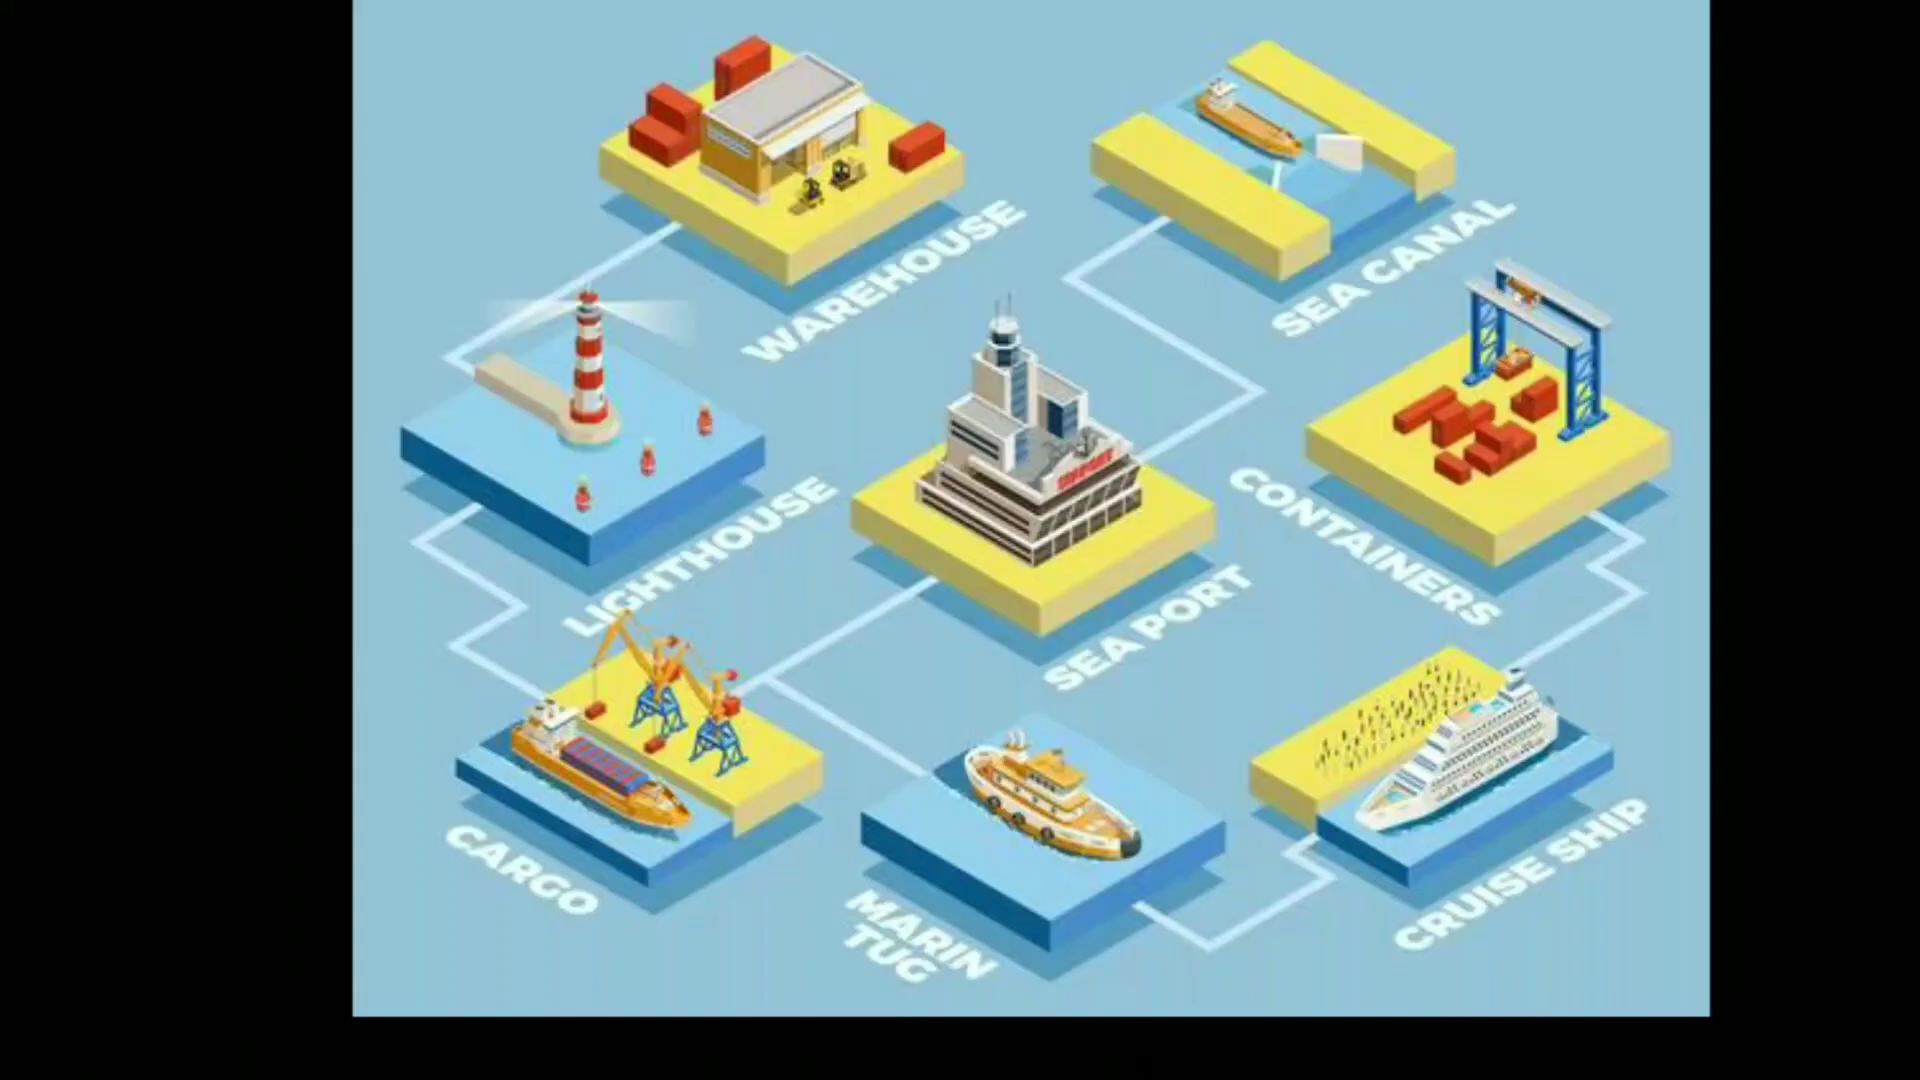 WAREHOUSE
SEA CANAL
LIGHTHOUSE
SEA PORT
CONTAINERS
CARGO
MARIN
TUG
CRUISE SHIP